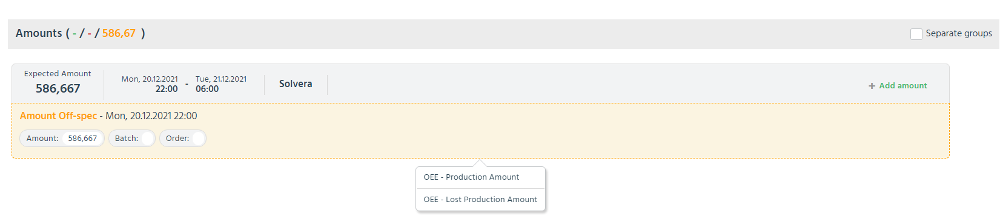 Amounts ( - / - / 586,67 )
Separate groups
Expected Amount
586,667
Mon, 20.12.2021 - Tue, 21.12.2021
22:00 06:00
Solvera
+ Add amount
Amount Off-spec - Mon, 20.12.2021 22:00
Amount: 586,667 Batch: Order:
OEE - Production Amount
OEE - Lost Production Amount